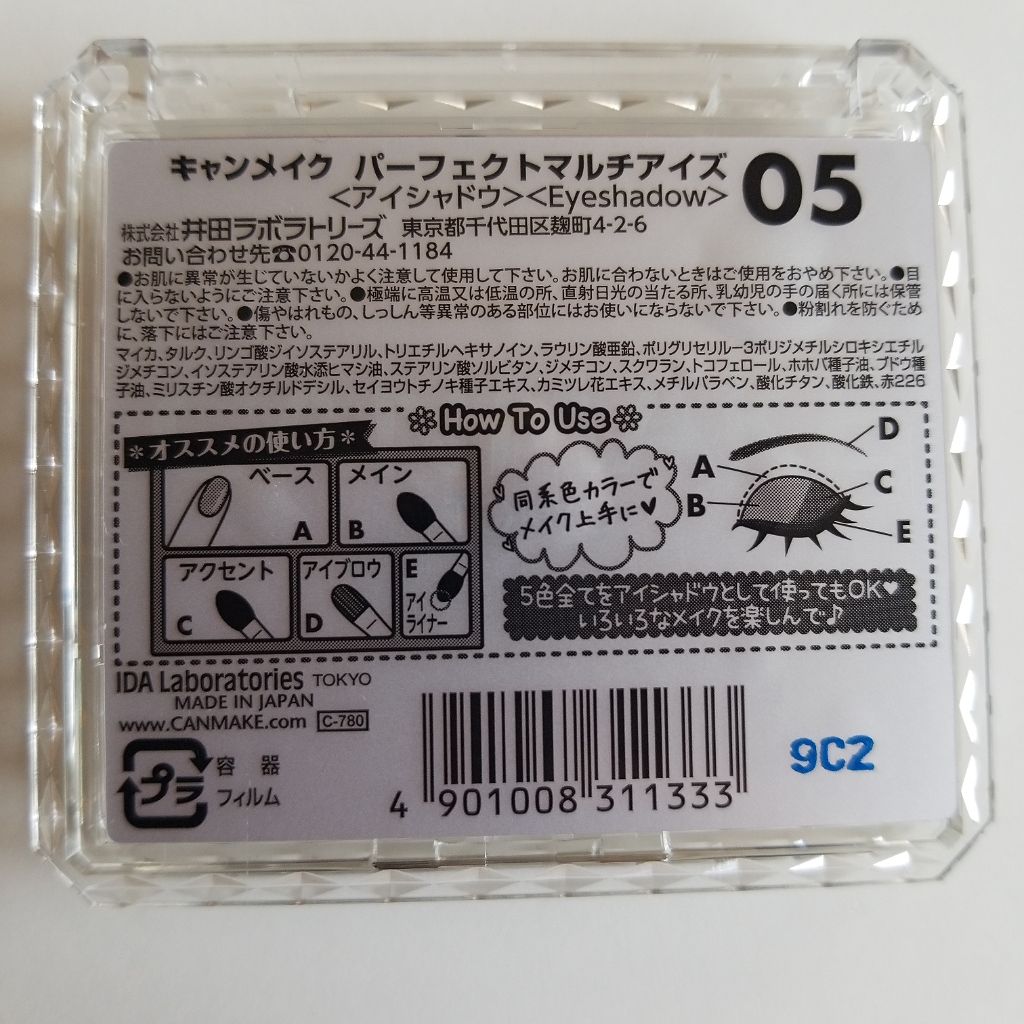 キャンメイク パーフェクトマルチアイズ 05
<アイシャドウ><Eyeshadow>
株式会社 井田ラボラトリーズ 東京都千代田区麹町4-2-6
お問い合わせ先☎0120-44-1184
●お肌に異常が生じていないかよく注意して使用して下さい。お肌に合わないときはご使用をおやめ下さい。●目
に入らないようにご注意下さい。●極端に高温又は低温の所、直射日光の当たる所、乳幼児の手の届く所には保管
しないで下さい。●傷やはれもの、しっしん等異常のある部位にはお使いにならないで下さい。●粉割れを防ぐため
に、落下にはご注意下さい。
マイカ、タルク、リンゴ酸ジイソステアリル、トリエチルヘキサノイン、ラウリン酸亜鉛、ポリグリセリルー3ポリジメチルシロキシエチル
ジメチコン、イソステアリン酸水添ヒマシ油、ステアリン酸ソルビタン、ジメチコン、スクワラン、トコフェロール、ホホバ種子油、ブドウ種
子油、ミリスチン酸オクチルドデシル、セイヨウトチノキ種子エキス、カミツレ花エキス、メチルパラベン、酸化チタン、酸化鉄、赤226
How To Use
*オススメの使い方*
ベース
A
メイン
B
アクセント
C
アイブロウ
D
E
アイ
ライナー
同系色カラーで
メイク上手に♥
A
B
D
C
E
5色全てをアイシャドウとして使ってもOK♥
いろいろなメイクを楽しんで♪
IDA Laboratories TOKYO
MADE IN JAPAN
www.CANMAKE.com C-780
プラ
容 器
フィルム
4 901008 311333
9C2